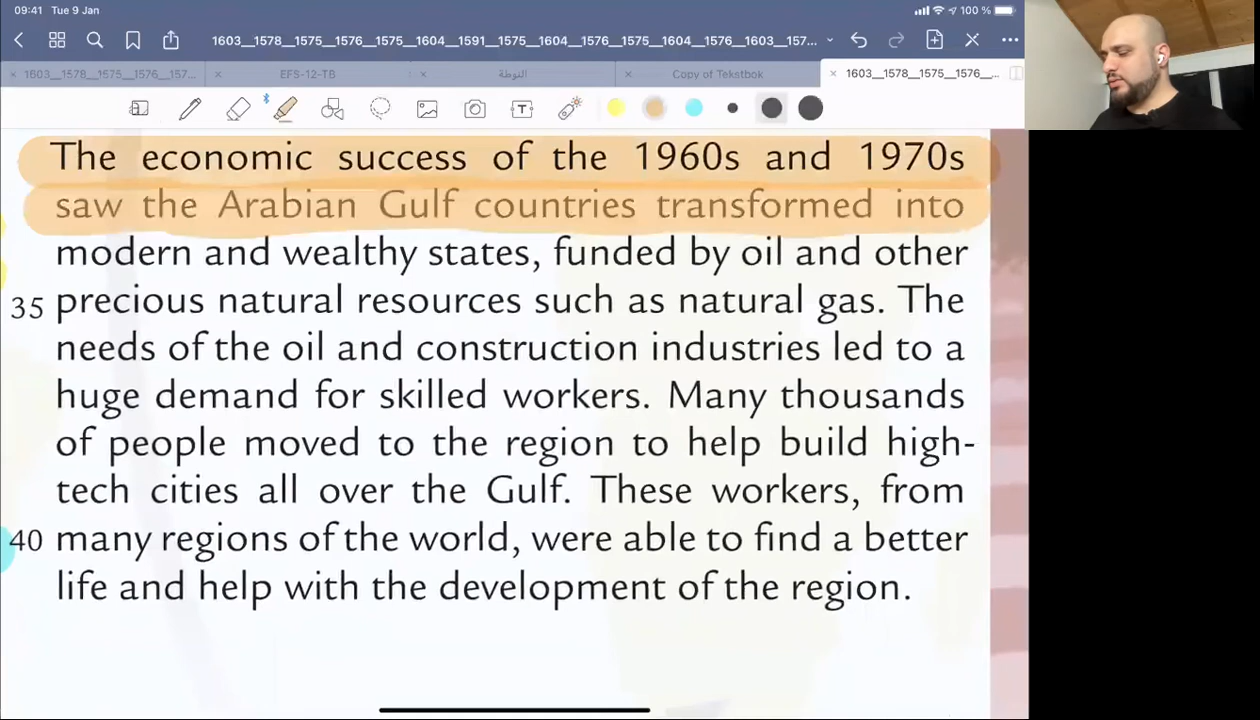 09:41 Tue 9 Jan
100 %
1603__1578__1575__1576__1575__1604__1591__1575__1604__1576__1575__1604__1576__1603__157...
1603__1578__1575__1576__157...
EFS-12-TB
النوطة
Copy of Tekstbok
1603__1578__1575__1576__...
The economic success of the 1960s and 1970s
saw the Arabian Gulf countries transformed into
modern and wealthy states, funded by oil and other
35 precious natural resources such as natural gas. The
needs of the oil and construction industries led to a
huge demand for skilled workers. Many thousands
of people moved to the region to help build high-
tech cities all over the Gulf. These workers, from
40 many regions of the world, were able to find a better
life and help with the development of the region.